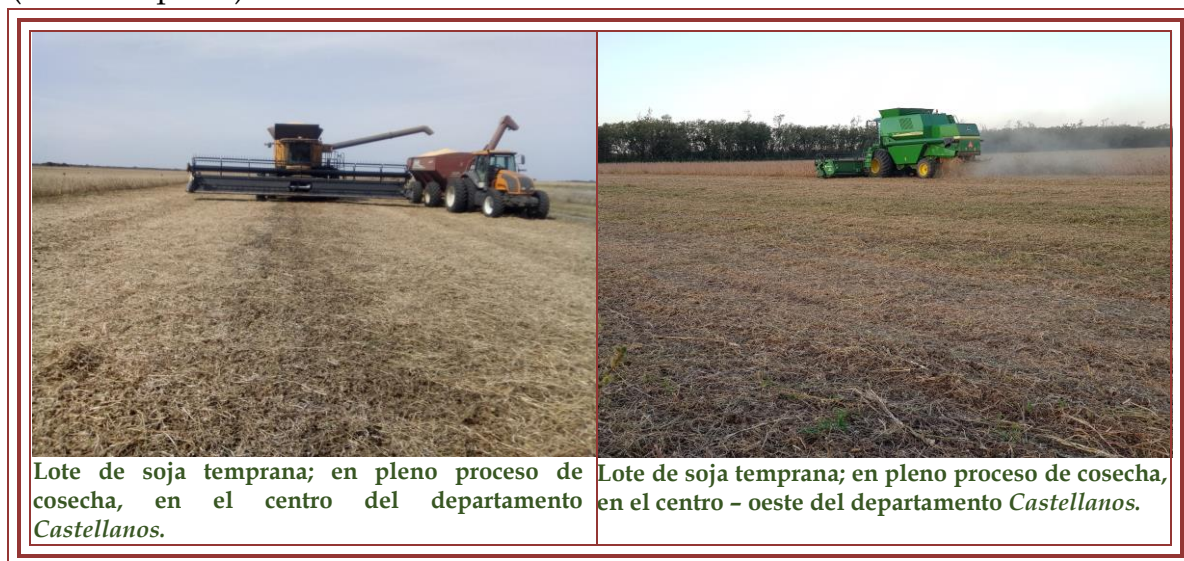 Lote de soja temprana; en pleno proceso de
cosecha, en el centro del departamento
Castellanos.
Lote de soja temprana; en pleno proceso de cosecha,
en el centro – oeste del departamento Castellanos.